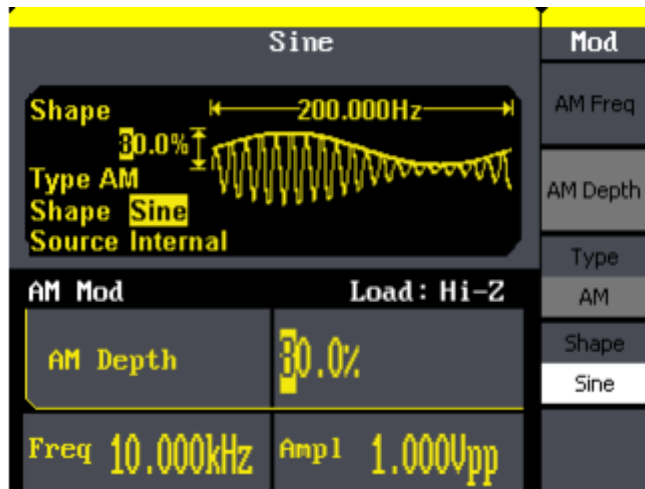 Sine
Mod
Shape
200.000Hz
80.0%
Type AM
Shape Sine
Source Internal
AM Mod
Load: Hi-Z
AM Depth
80.0%
Freq 10.000kHz
Ampl 1.000Vpp
AM Freq
AM Depth
Type
AM
Shape
Sine